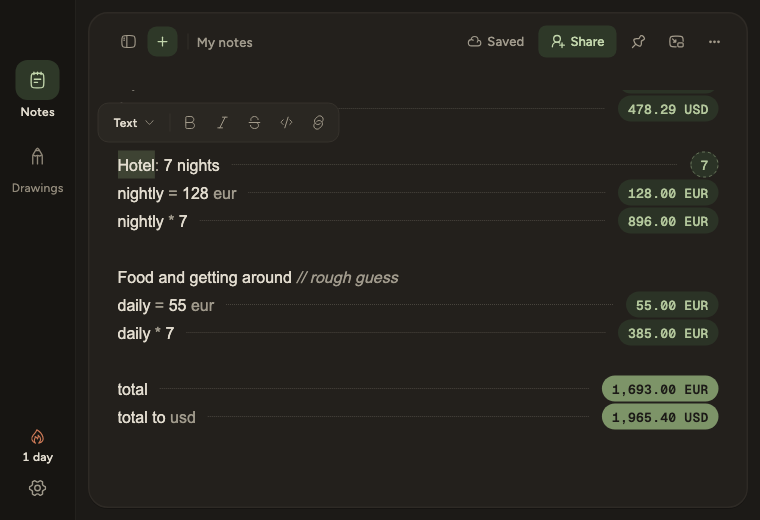 My notes
Saved
Share
Notes
Drawings
478.29 USD
Text
Hotel: 7 nights 7
nightly = 128 eur 128.00 EUR
nightly * 7 896.00 EUR
Food and getting around // rough guess
daily = 55 eur 55.00 EUR
daily * 7 385.00 EUR
total 1,693.00 EUR
total to usd 1,965.40 USD
1 day